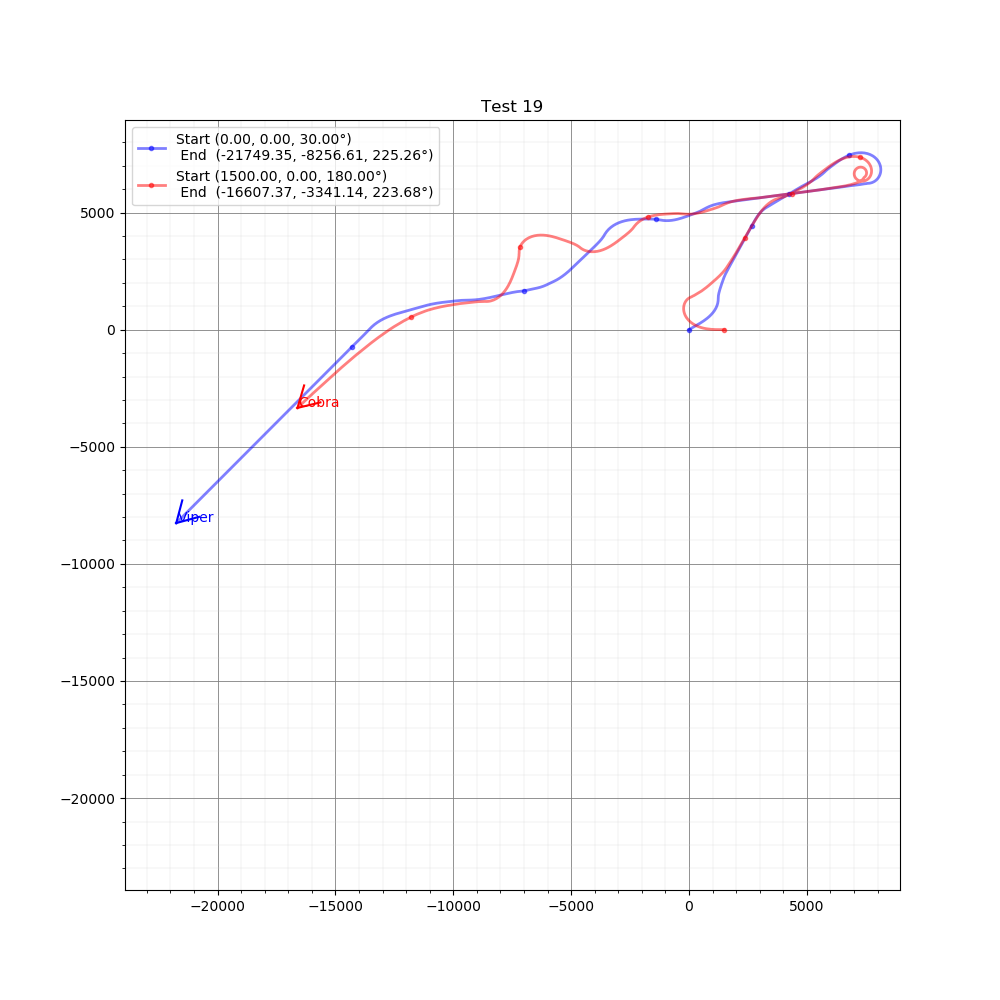 Test 19
Start (0.00, 0.00, 30.00°)
End (-21749.35, -8256.61, 225.26°)
Start (1500.00, 0.00, 180.00°)
End (-16607.37, -3341.14, 223.68°)
5000
0
−5000
−10000
−15000
−20000
Cobra
Viper
−20000 −15000 −10000 −5000 0 5000